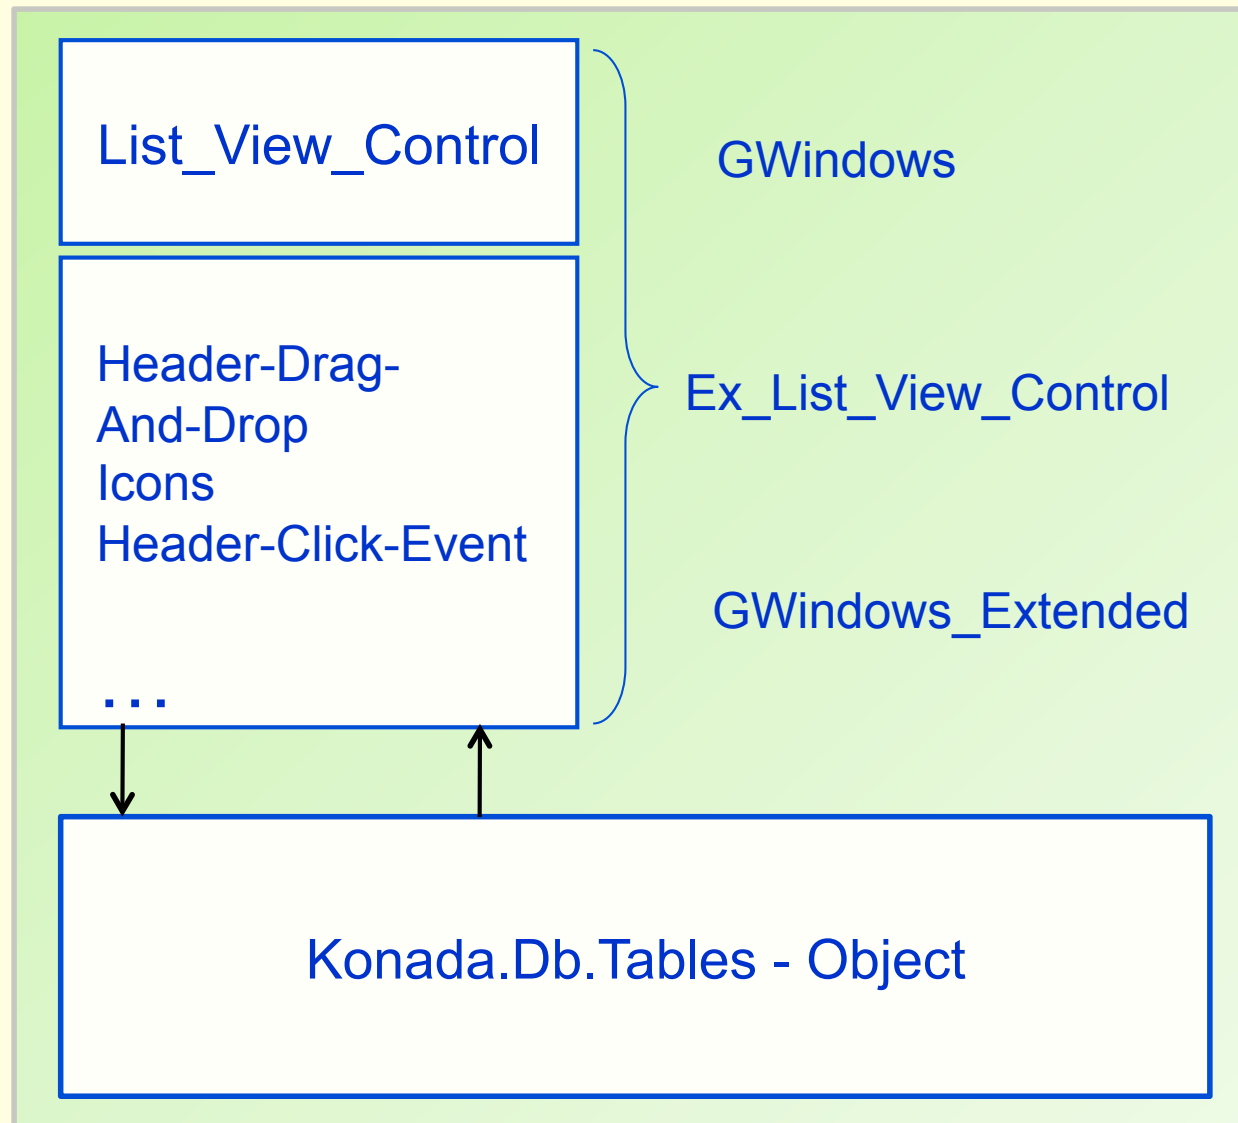 List_View_Control
GWindows
Header-Drag-
And-Drop
Icons
Header-Click-Event
...
Ex_List_View_Control
GWindows_Extended
Konada.Db.Tables - Object